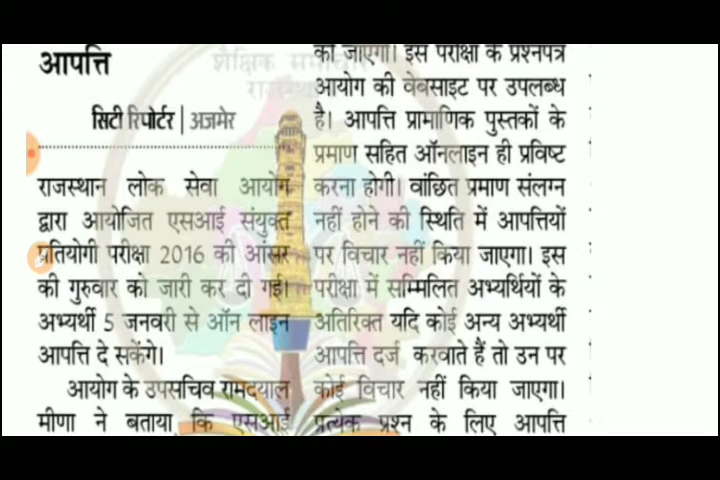 आपत्ति
सिटी रिपोर्टर | अजमेर
राजस्थान लोक सेवा आयोग
द्वारा आयोजित एसआई संयुक्त
प्रतियोगी परीक्षा 2016 की आंसर
की गुरुवार को जारी कर दी गई।
अभ्यर्थी 5 जनवरी से ऑन लाइन
आपत्ति दे सकेंगे।
आयोग के उपसचिव रामदयाल
मीणा ने बताया कि एसआई
की जाएगी। इस परीक्षा के प्रश्नपत्र
आयोग की वेबसाइट पर उपलब्ध
है। आपत्ति प्रामाणिक पुस्तकों के
प्रमाण सहित ऑनलाइन ही प्रविष्ट
करना होगी। वांछित प्रमाण संलग्न
नहीं होने की स्थिति में आपत्तियों
पर विचार नहीं किया जाएगा। इस
परीक्षा में सम्मिलित अभ्यर्थियों के
अतिरिक्त यदि कोई अन्य अभ्यर्थी
आपत्ति दर्ज करवाते हैं तो उन पर
कोई विचार नहीं किया जाएगा।
प्रत्येक प्रश्न के लिए आपत्ति
शैक्षिक समाचार
राजस्थान